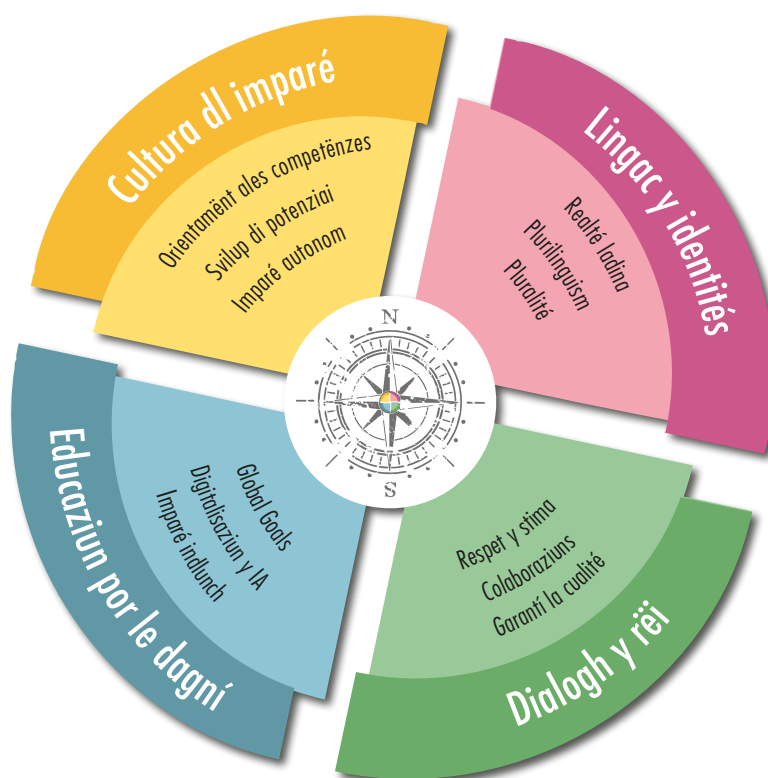 Cultura dl imparé
Orientamënt ales competënzes
Svilup di potenziai
Imparé autonom
Lingac y identités
Realté ladina
Plurilinguism
Pluralité
N
S
Educaziun por le dagní
Global Goals
Digitalisaziun y IA
Imparé indlunch
Respet y stima
Colaboraziuns
Garantí la cualité
Dialogh y rëi